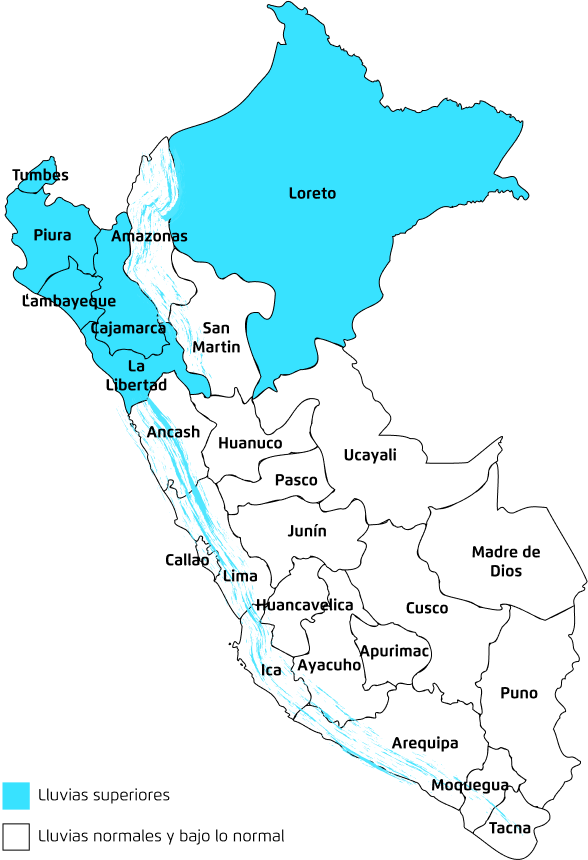 Tumbes
Loreto
Piura
Amazonas
Lambayeque
Cajamarca
San
Martin
La
Libertad
Ancash
Huanuco
Ucayali
Pasco
Junín
Madre de
Dios
Callao
Lima
Huancavelica
Cusco
Ica
Ayacuho
Apurimac
Puno
Arequipa
Moquegua
Tacna
Lluvias superiores
Lluvias normales y bajo lo normal